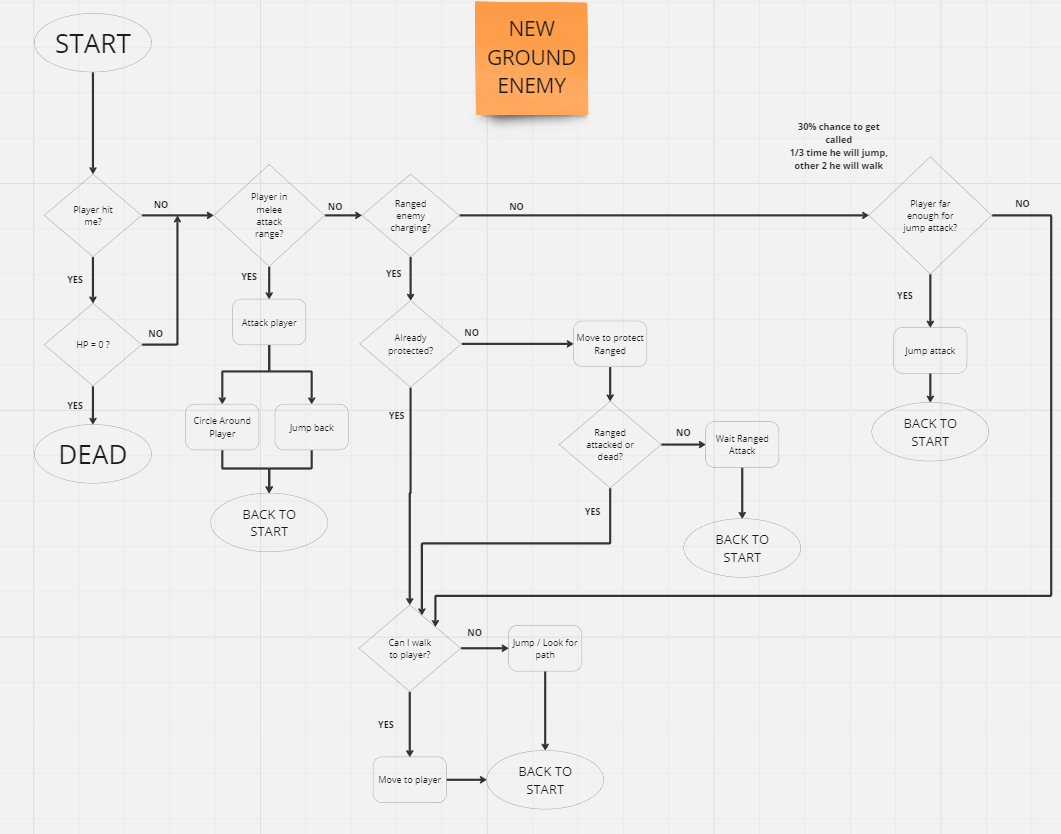 START
NEW
GROUND
ENEMY
30% chance to get
called
1/3 time he will jump,
other 2 he will walk
Player hit
me?
NO
Player in
melee
attack
range?
NO
Ranged
enemy
charging?
NO
Player far
enough for
jump attack?
NO
YES
YES
YES
YES
HP = 0 ?
NO
Attack player
Already
protected?
NO
Move to protect
Ranged
Jump attack
YES
DEAD
Circle Around
Player
Jump back
YES
Ranged
attacked or
dead?
NO
Wait Ranged
Attack
BACK TO
START
BACK TO
START
YES
BACK TO
START
Can I walk
to player?
NO
Jump / Look for
path
YES
Move to player
BACK TO
START